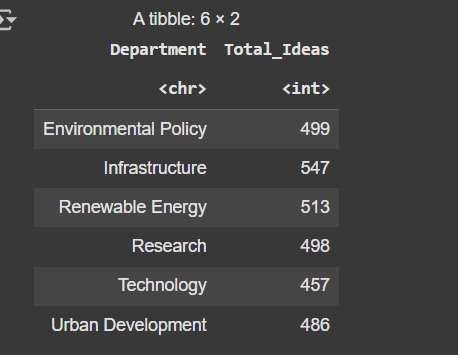 A tibble: 6 × 2
Department Total_Ideas
<chr> <int>
Environmental Policy 499
Infrastructure 547
Renewable Energy 513
Research 498
Technology 457
Urban Development 486